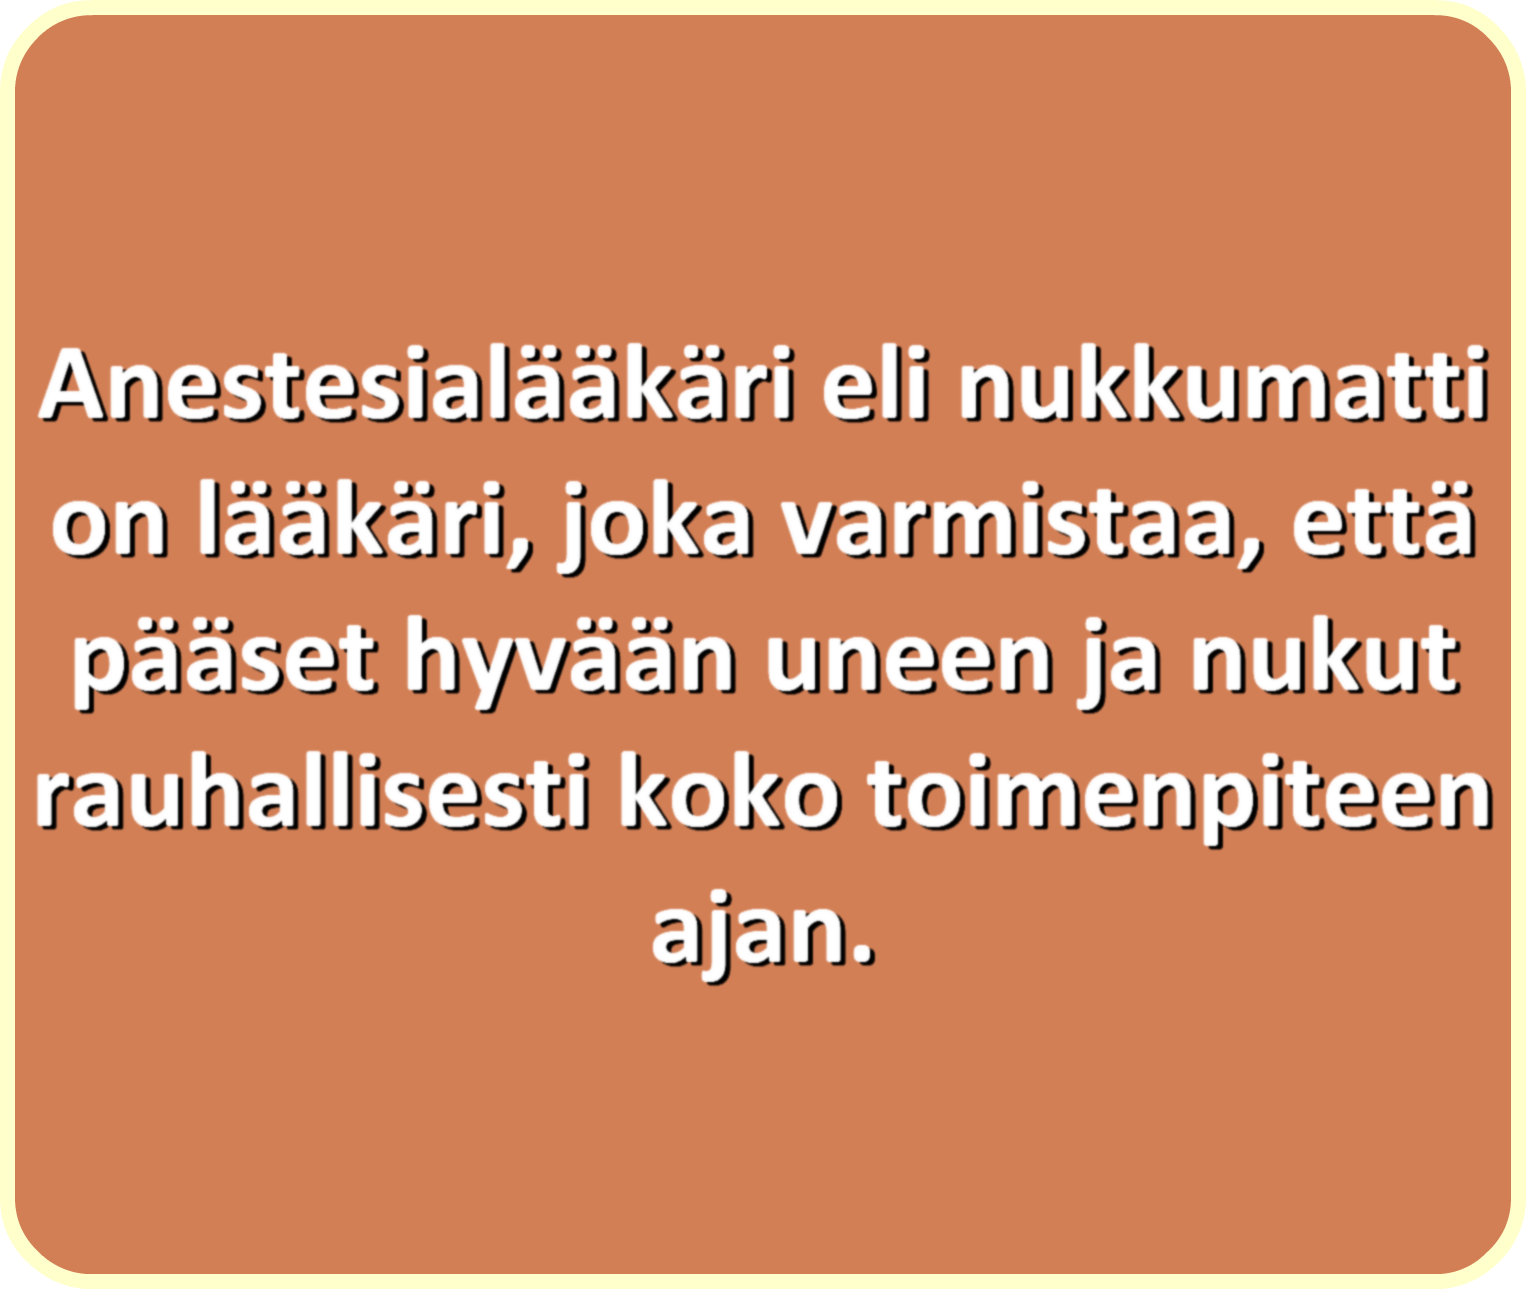 Anestesialääkäri eli nukkumatti
on lääkäri, joka varmistaa, että
pääset hyvään uneen ja nukut
rauhallisesti koko toimenpiteen
ajan.